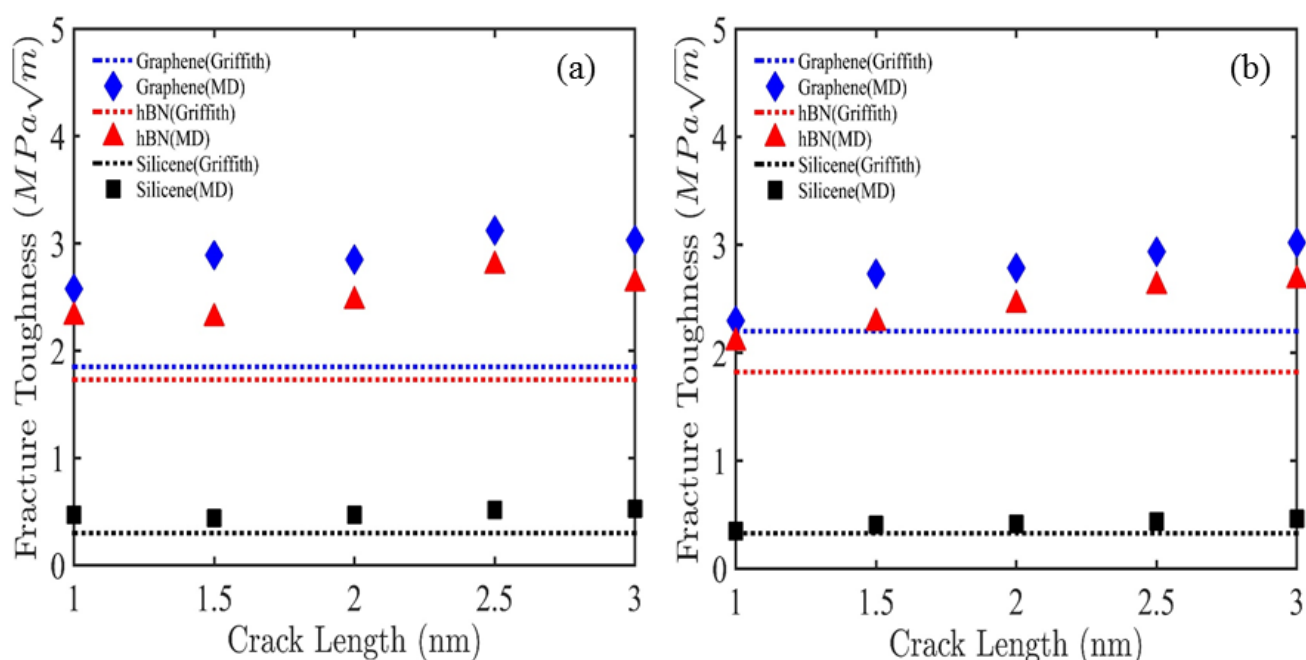 (a)
Graphene(Griffith)
Graphene(MD)
hBN(Griffith)
hBN(MD)
Silicene(Griffith)
Silicene(MD)
Fracture Toughness (MPa√m)
5
4
3
2
1
0
1 1.5 2 2.5 3
Crack Length (nm)
(b)
Graphene(Griffith)
Graphene(MD)
hBN(Griffith)
hBN(MD)
Silicene(Griffith)
Silicene(MD)
Fracture Toughness (MPa√m)
5
4
3
2
1
0
1 1.5 2 2.5 3
Crack Length (nm)